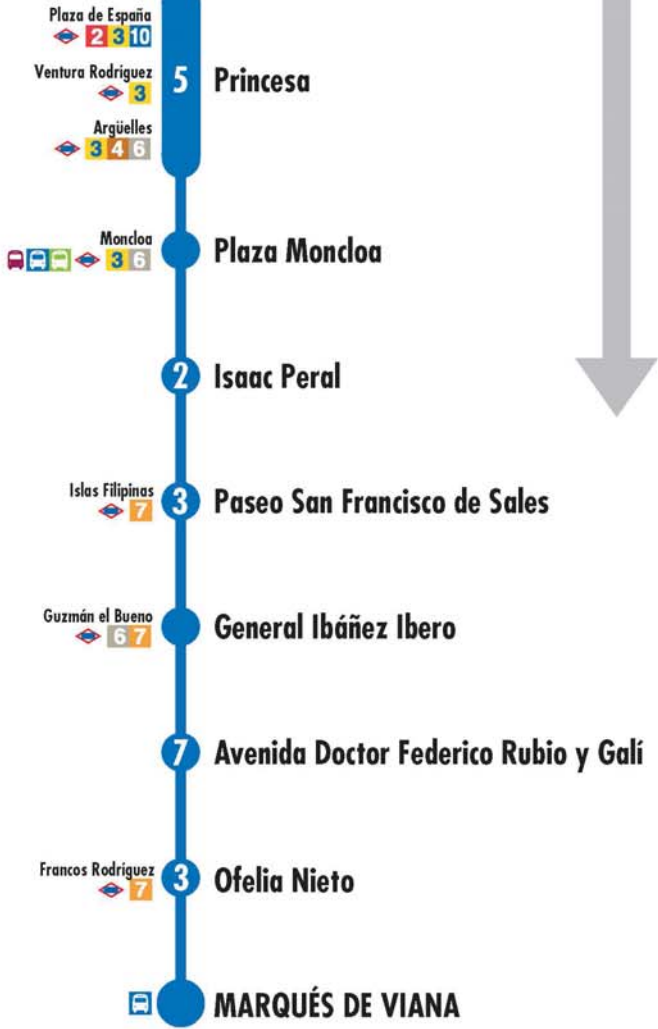 Plaza de España
2 3 10
Ventura Rodríguez
3
5 Princesa
Argüelles
3 4 6
Moncloa
3 6
Plaza Moncloa
2 Isaac Peral
Islas Filipinas
7
3 Paseo San Francisco de Sales
Guzmán el Bueno
6 7
General Ibáñez Ibero
7 Avenida Doctor Federico Rubio y Galí
Francos Rodríguez
7
3 Ofelia Nieto
MARQUÉS DE VIANA